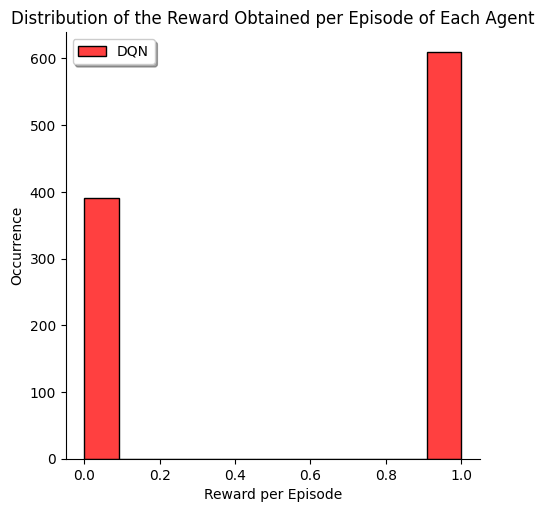 Distribution of the Reward Obtained per Episode of Each Agent
DQN
600
500
400
300
200
100
0
Occurrence
0.0 0.2 0.4 0.6 0.8 1.0
Reward per Episode